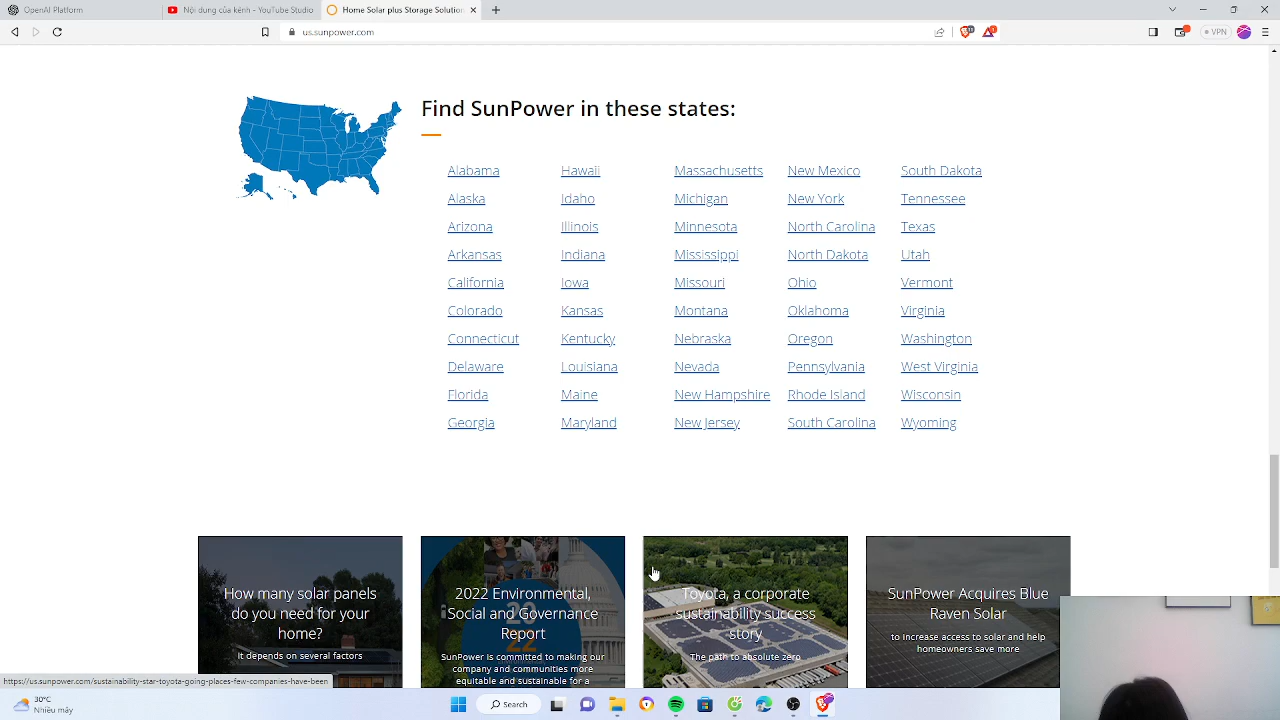 OpenAI Platform
Nội dung của kênh - YouTube Studio
Home Solar plus Storage Solution
us.sunpower.com
VPN
Find SunPower in these states:
Alabama Hawaii Massachusetts New Mexico South Dakota
Alaska Idaho Michigan New York Tennessee
Arizona Illinois Minnesota North Carolina Texas
Arkansas Indiana Mississippi North Dakota Utah
California Iowa Missouri Ohio Vermont
Colorado Kansas Montana Oklahoma Virginia
Connecticut Kentucky Nebraska Oregon Washington
Delaware Louisiana Nevada Pennsylvania West Virginia
Florida Maine New Hampshire Rhode Island Wisconsin
Georgia Maryland New Jersey South Carolina Wyoming
How many solar panels
do you need for your
home?
It depends on several factors
2022 Environmental,
Social and Governance
Report
SunPower is committed to making our
company and communities more
equitable and sustainable for a
Toyota, a corporate
sustainability success
story
The path to absolute zero
SunPower Acquires Blue
Raven Solar
to increase access to solar and help
homeowners save more
https://us.sunpower.com/sustainability-star-toyota-going-places-few-companies-have-been
30°C
Nhiều mây
Search